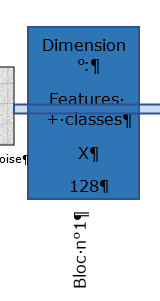 Dimension
°:¶
Features·
+·classes¶
X¶
128¶
oise¶
Bloc·n°1¶